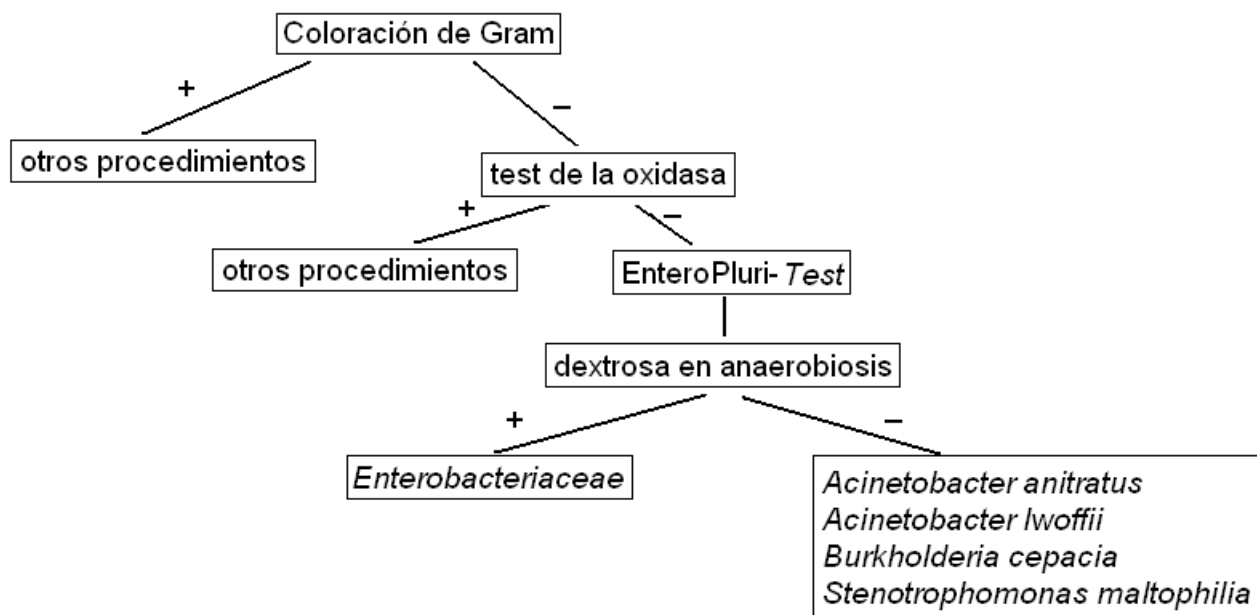 Coloración de Gram
+
−
otros procedimientos
test de la oxidasa
+
−
otros procedimientos
EnteroPluri-Test
dextrosa en anaerobiosis
+
−
Enterobacteriaceae
Acinetobacter anitratus
Acinetobacter lwoffii
Burkholderia cepacia
Stenotrophomonas maltophilia